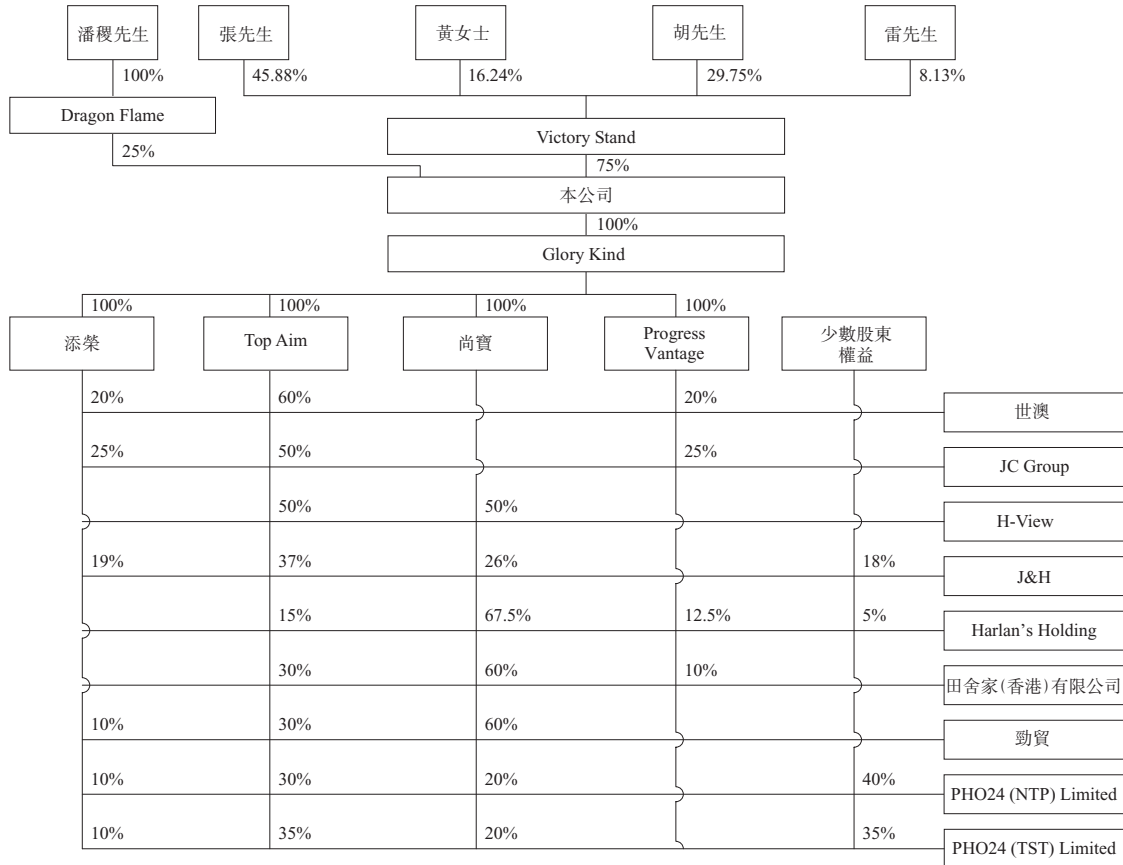 潘稷先生
張先生
黃女士
胡先生
雷先生
100%
45.88%
16.24%
29.75%
8.13%
Dragon Flame
Victory Stand
25%
75%
本公司
100%
Glory Kind
100%
100%
100%
100%
添榮
Top Aim
尚寶
Progress
Vantage
少數股東
權益
20%
60%
20%
世澳
25%
50%
25%
JC Group
50%
50%
H-View
19%
37%
26%
18%
J&H
15%
67.5%
12.5%
5%
Harlan's Holding
30%
60%
10%
田舍家(香港)有限公司
10%
30%
60%
勁貿
10%
30%
20%
40%
PHO24 (NTP) Limited
10%
35%
20%
35%
PHO24 (TST) Limited